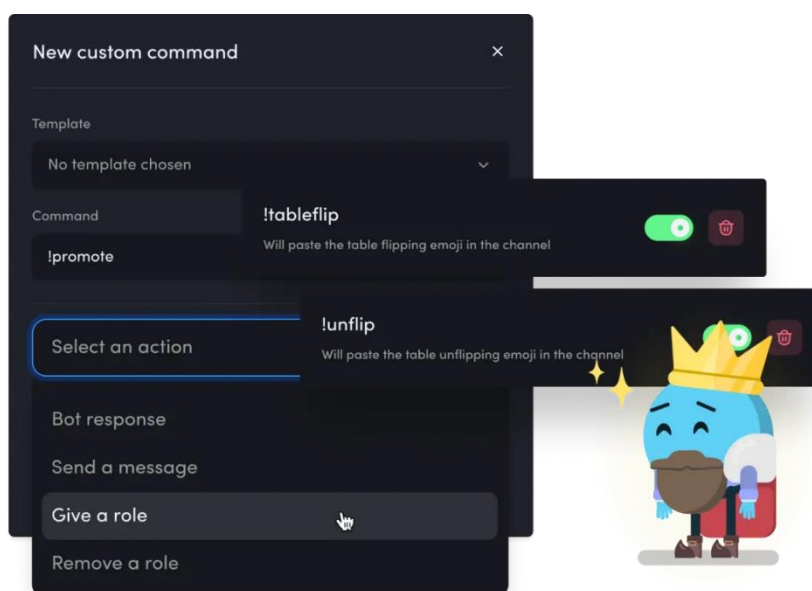 New custom command
Template
No template chosen
Command
!promote
!tableflip
Will paste the table flipping emoji in the channel
!unflip
Will paste the table unflipping emoji in the channel
Select an action
Bot response
Send a message
Give a role
Remove a role